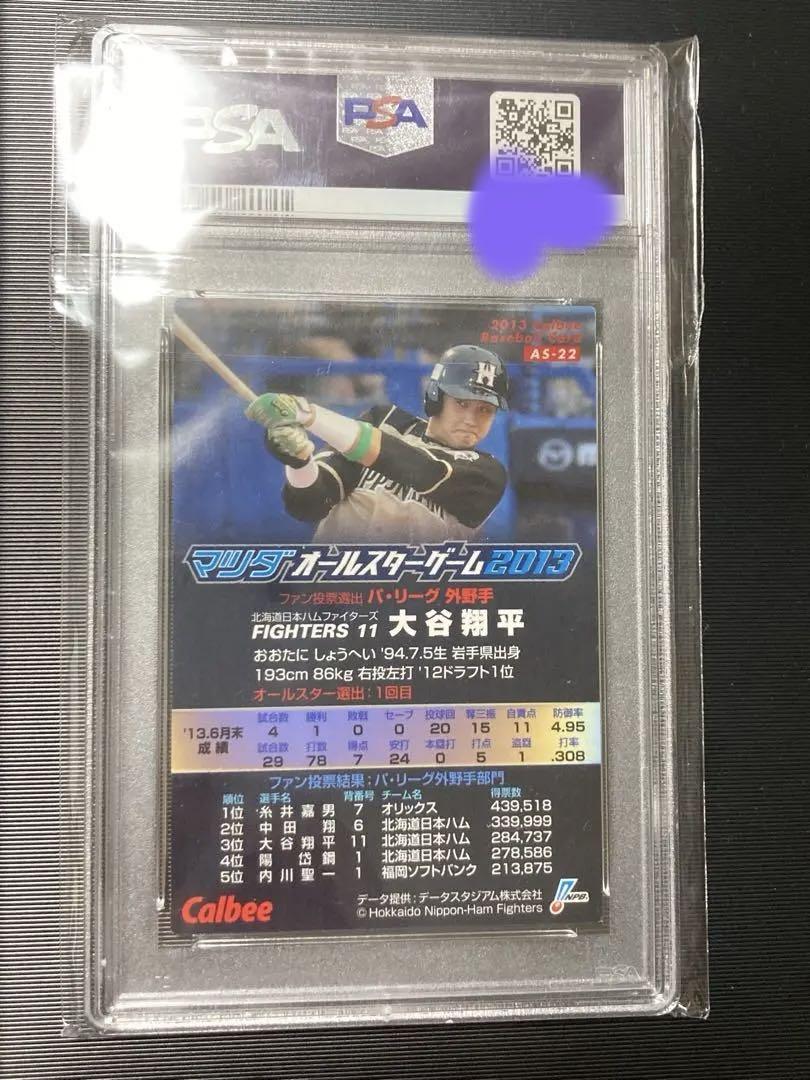 PSA
PSA
2013 Calbee
Baseball Card
AS-22
マツダオールスターゲーム2013
ファン投票選出 パ・リーグ 外野手
北海道日本ハムファイターズ
FIGHTERS 11 大谷翔平
おおたに しょうへい '94.7.5生 岩手県出身
193cm 86kg 右投左打 '12ドラフト1位
オールスター選出：1回目
'13.6月末成績
試合数 勝利 敗戦 セーブ 投球回 奪三振 自責点 防御率
4 1 0 0 20 15 11 4.95
試合数 打数 得点 安打 本塁打 打点 盗塁 打率
29 78 7 24 0 5 1 .308
ファン投票結果：パ・リーグ外野手部門
順位 選手名 背番号 チーム名 得票数
1位 糸井嘉男 7 オリックス 439,518
2位 中田翔 6 北海道日本ハム 339,999
3位 大谷翔平 11 北海道日本ハム 284,737
4位 陽岱鋼 1 北海道日本ハム 278,586
5位 内川聖一 1 福岡ソフトバンク 213,875
Calbee
データ提供：データスタジアム株式会社
© Hokkaido Nippon-Ham Fighters
NPB
PSA